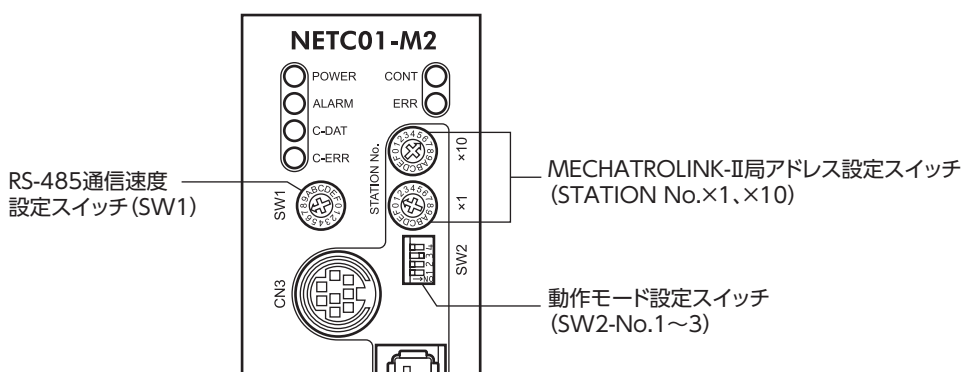 NETC01-M2
POWER
CONT
ALARM
ERR
C-DAT
C-ERR
STATION No.
×10
×1
SW1
SW2
CN3
RS-485通信速度
設定スイッチ(SW1)
MECHATROLINK-Ⅱ局アドレス設定スイッチ
(STATION No.×1、×10)
動作モード設定スイッチ
(SW2-No.1～3)